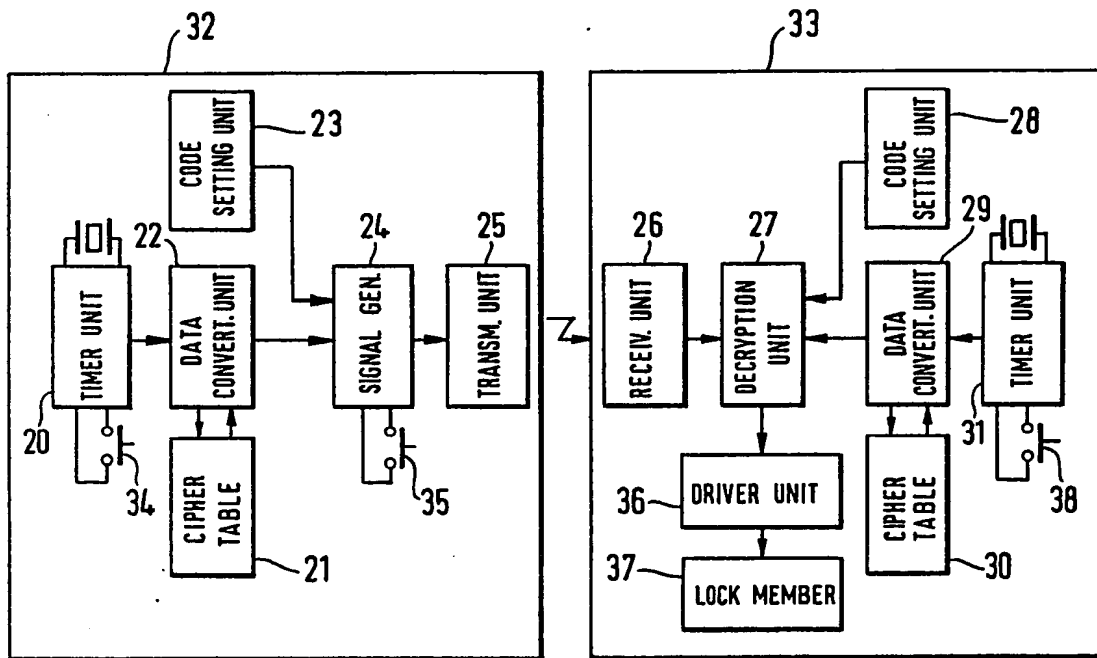 32
33
CODE
SETTING UNIT
23
CODE
SETTING UNIT
28
22
24
25
26
27
29
TIMER UNIT
DATA
CONVERT. UNIT
SIGNAL GEN.
TRANSM. UNIT
RECEIV. UNIT
DECRYPTION
UNIT
DATA
CONVERT. UNIT
TIMER UNIT
20
31
34
CIPHER
TABLE
35
36
DRIVER UNIT
CIPHER
TABLE
38
21
37
LOCK MEMBER
30